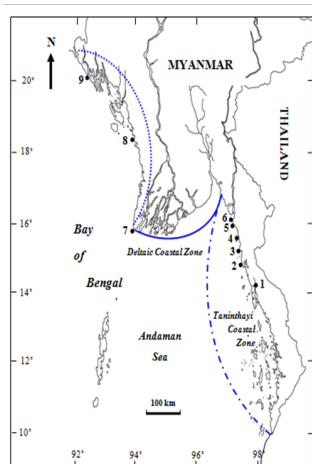 N
MYANMAR
THAILAND
20°
18°
16°
14°
12°
10°
9
8
7
6
5
4
3
2
1
Bay
of
Bengal
Deltaic Coastal Zone
Taninthayi
Coastal
Zone
Andaman
Sea
100 km
92°
94°
96°
98